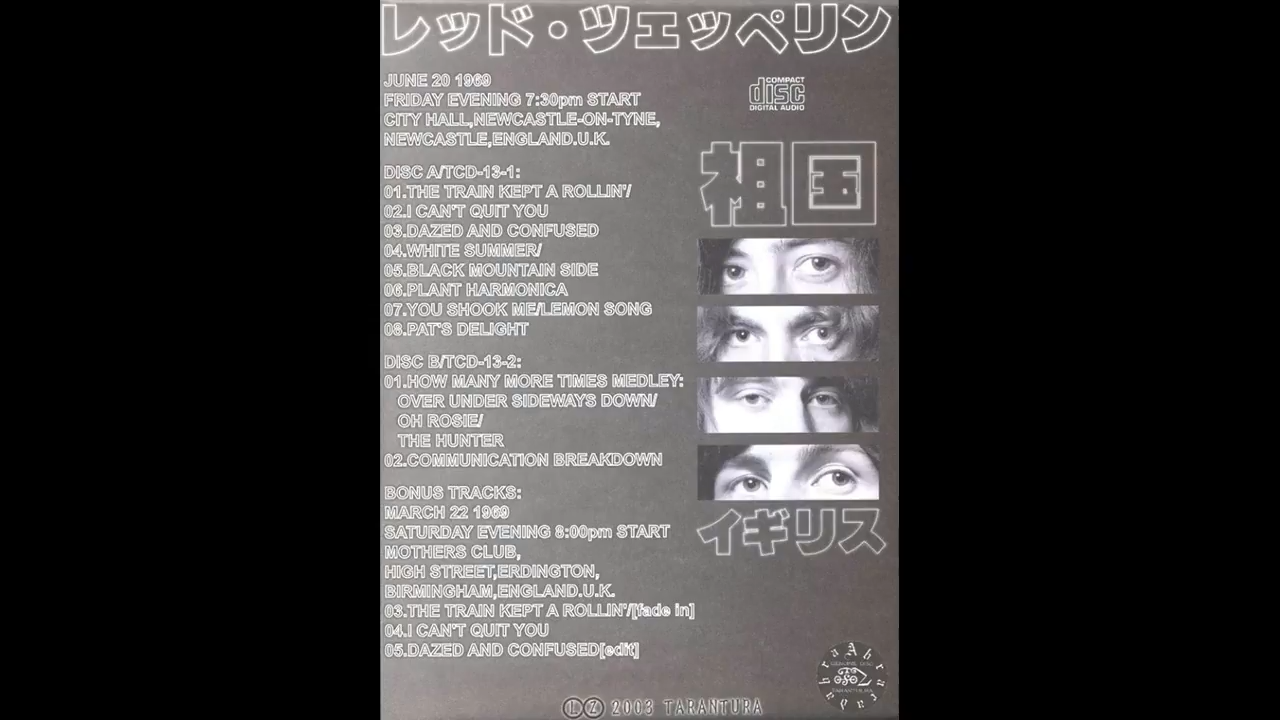 レッド・ツェッペリン
JUNE 20 1969
FRIDAY EVENING 7:30pm START
CITY HALL,NEWCASTLE-ON-TYNE,
NEWCASTLE,ENGLAND.U.K.
DISC A/TCD-13-1:
01.THE TRAIN KEPT A ROLLIN'/
02.I CAN'T QUIT YOU
03.DAZED AND CONFUSED
04.WHITE SUMMER/
05.BLACK MOUNTAIN SIDE
06.PLANT HARMONICA
07.YOU SHOOK ME/LEMON SONG
08.PAT'S DELIGHT
DISC B/TCD-13-2:
01.HOW MANY MORE TIMES MEDLEY:
OVER UNDER SIDEWAYS DOWN/
OH ROSIE/
THE HUNTER
02.COMMUNICATION BREAKDOWN
BONUS TRACKS:
MARCH 22 1969
SATURDAY EVENING 8:00pm START
MOTHERS CLUB,
HIGH STREET,ERDINGTON,
BIRMINGHAM,ENGLAND.U.K.
03.THE TRAIN KEPT A ROLLIN'/[fade in]
04.I CAN'T QUIT YOU
05.DAZED AND CONFUSED[edit]
COMPACT
disc
DIGITAL AUDIO
祖国
イギリス
GENUINE DISC
TARANTURA
LZ 2003 TARANTURA